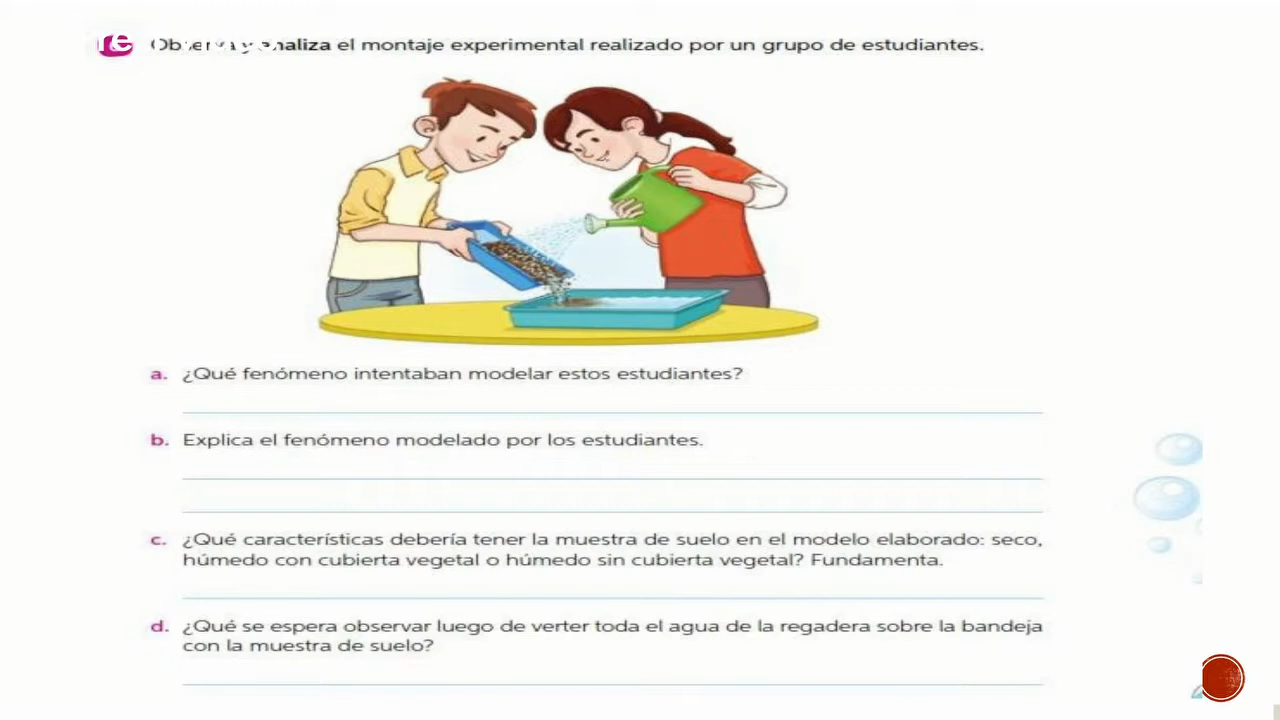 analiza el montaje experimental realizado por un grupo de estudiantes.
a. ¿Qué fenómeno intentaban modelar estos estudiantes?
b. Explica el fenómeno modelado por los estudiantes.
c. ¿Qué características debería tener la muestra de suelo en el modelo elaborado: seco,
húmedo con cubierta vegetal o húmedo sin cubierta vegetal? Fundamenta.
d. ¿Qué se espera observar luego de verter toda el agua de la regadera sobre la bandeja
con la muestra de suelo?